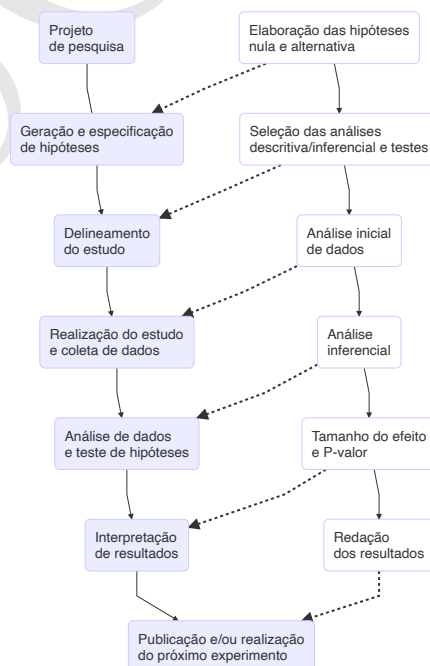 Projeto
de pesquisa
Elaboração das hipóteses
nula e alternativa
Geração e especificação
de hipóteses
Seleção das análises
descritiva/inferencial e testes
Delineamento
do estudo
Análise inicial
de dados
Realização do estudo
e coleta de dados
Análise
inferencial
Análise de dados
e teste de hipóteses
Tamanho do efeito
e P-valor
Interpretação
de resultados
Redação
dos resultados
Publicação e/ou realização
do próximo experimento